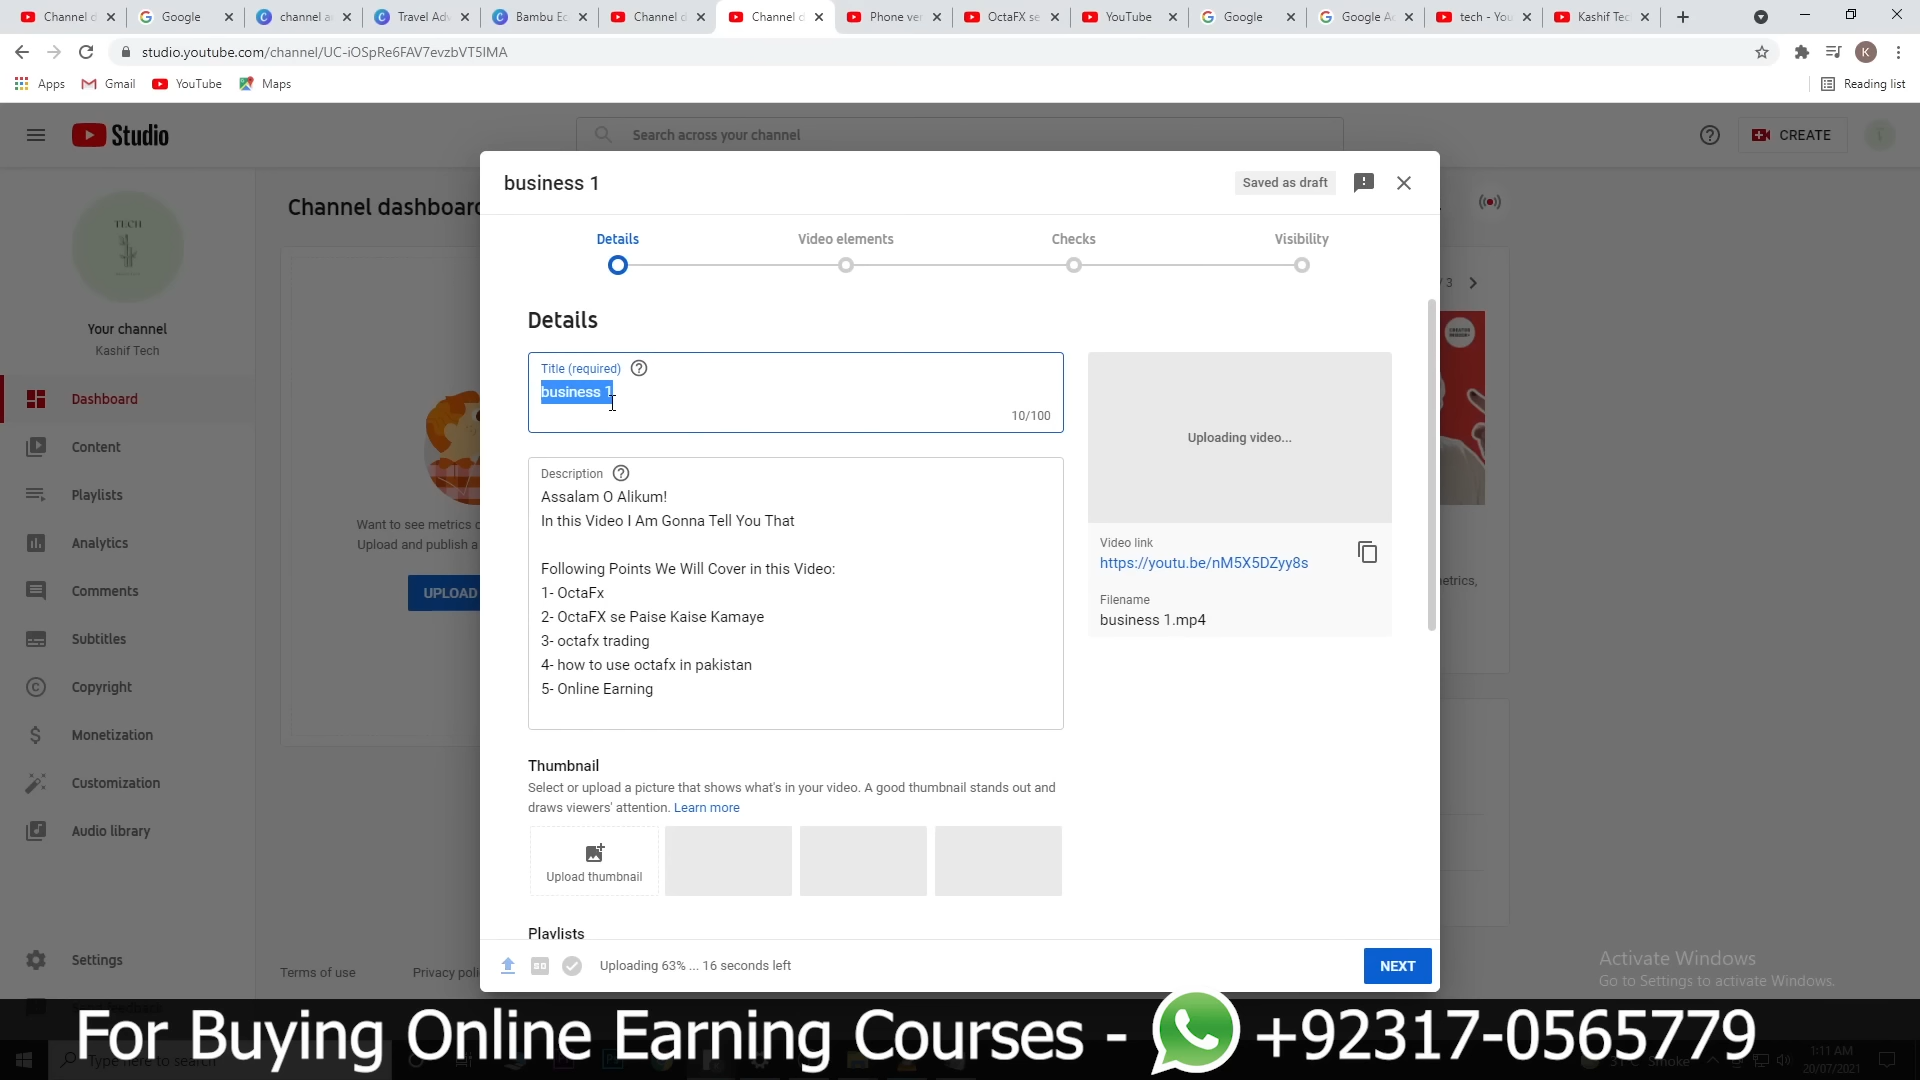 Channel d
Google
channel a
Travel Adv
Bambu Ec
Channel d
Channel d
Phone ver
OctaFX se
YouTube
Google
Google Ac
tech - You
Kashif Tec
studio.youtube.com/channel/UC-iOSpRe6FAV7evzbVT5IMA
K
Apps
Gmail
YouTube
Maps
Reading list
Studio
Search across your channel
CREATE
business 1
Saved as draft
TECH
Channel dashboard
Details
Video elements
Checks
Visibility
/ 3
Your channel
Kashif Tech
Details
Title (required)
business 1
10/100
Dashboard
Content
Playlists
Analytics
Comments
Subtitles
Copyright
Monetization
Customization
Audio library
Settings
Want to see metrics
Upload and publish a
UPLOAD
Description
Assalam O Alikum!
In this Video I Am Gonna Tell You That
Following Points We Will Cover in this Video:
1- OctaFx
2- OctaFX se Paise Kaise Kamaye
3- octafx trading
4- how to use octafx in pakistan
5- Online Earning
Uploading video...
Video link
https://youtu.be/nM5X5DZyy8s
Filename
business 1.mp4
etrics,
Thumbnail
Select or upload a picture that shows what's in your video. A good thumbnail stands out and
draws viewers' attention. Learn more
Upload thumbnail
Playlists
Uploading 63% ... 16 seconds left
NEXT
Terms of use
Privacy poli
Activate Windows
Go to Settings to activate Windows.
For Buying Online Earning Courses - +92317-0565779
Type here to search
Smoke
1:11 AM
20/07/2021